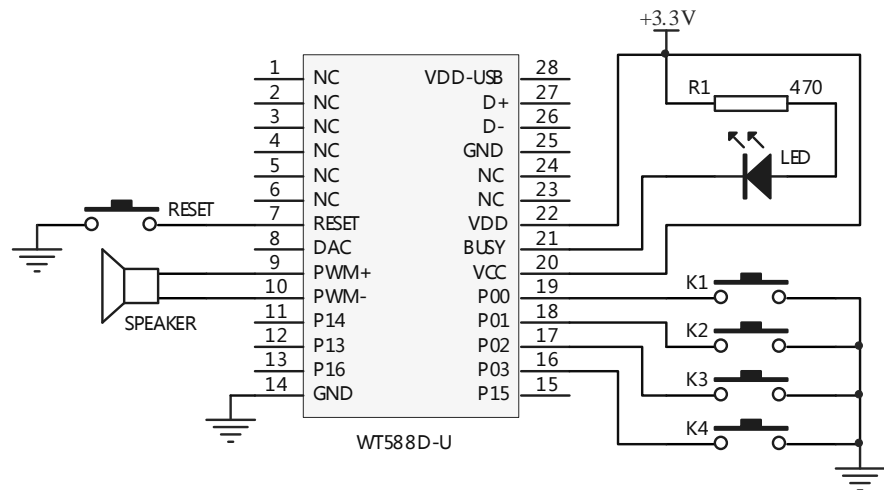 +3.3V
R1 470
LED
1 NC VDD-USB 28
2 NC D+ 27
3 NC D- 26
4 NC GND 25
5 NC NC 24
6 NC NC 23
RESET 7 RESET VDD 22
8 DAC BUSY 21
9 PWM+ VCC 20
10 PWM- P00 19 K1
SPEAKER 11 P14 P01 18 K2
12 P13 P02 17
13 P16 P03 16 K3
14 GND P15 15
K4
WT588D-U